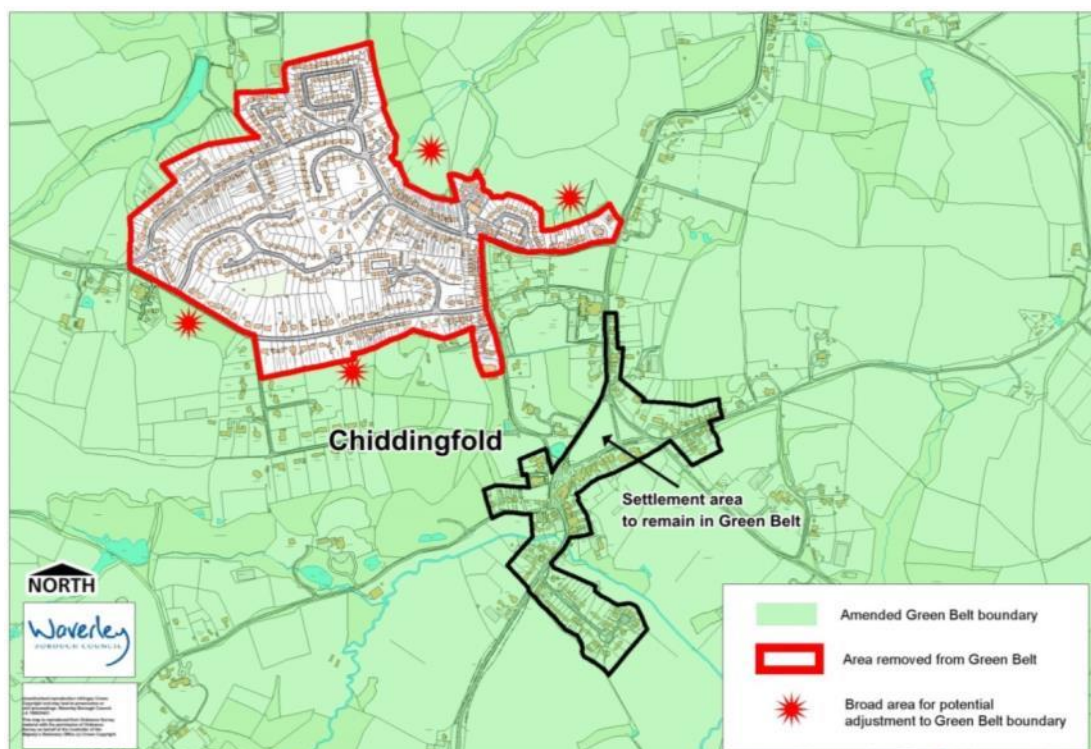 Chiddingfold
Settlement area
to remain in Green Belt
NORTH
Waverley
BOROUGH COUNCIL
Amended Green Belt boundary
Area removed from Green Belt
Broad area for potential
adjustment to Green Belt boundary